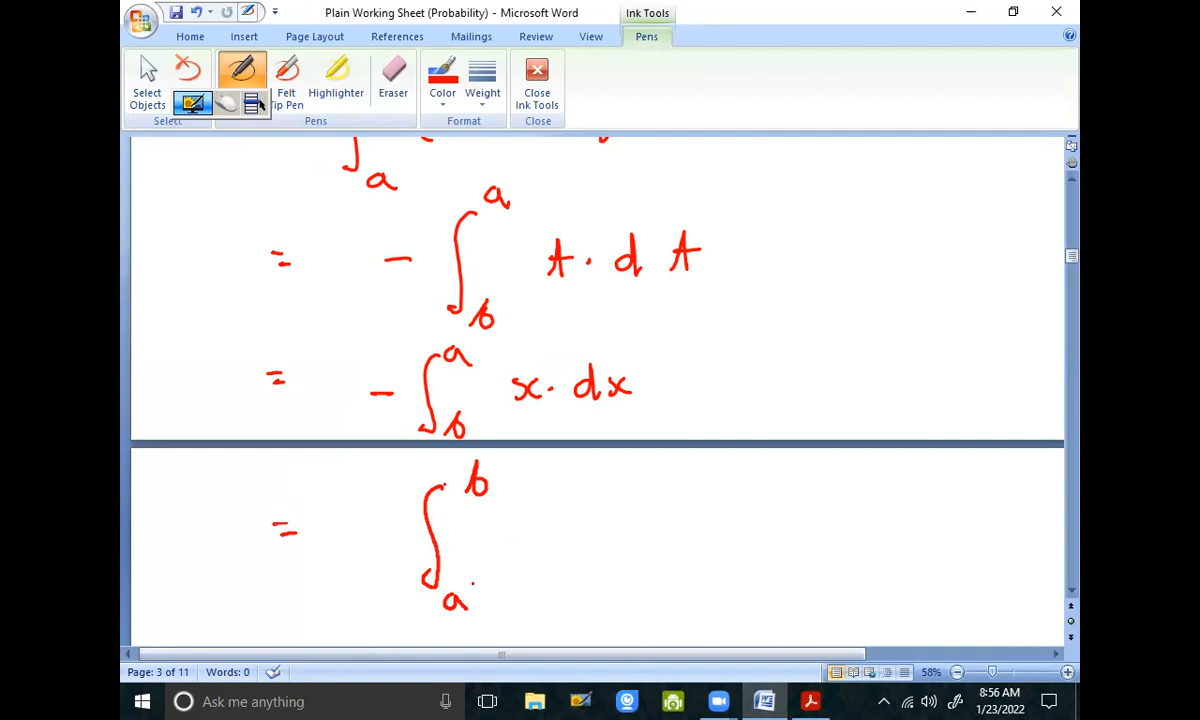 Plain Working Sheet (Probability) - Microsoft Word
Ink Tools
Home Insert Page Layout References Mailings Review View Pens
Select Objects
Felt Tip Pen
Highlighter
Eraser
Color
Weight
Close Ink Tools
Select
Pens
Format
Close
a
= - ∫ₐ t . d t
a
b
= - ∫ x . dx
a
b
= ∫
b
a
Page: 3 of 11 Words: 0 58%
Ask me anything
8:56 AM
1/23/2022